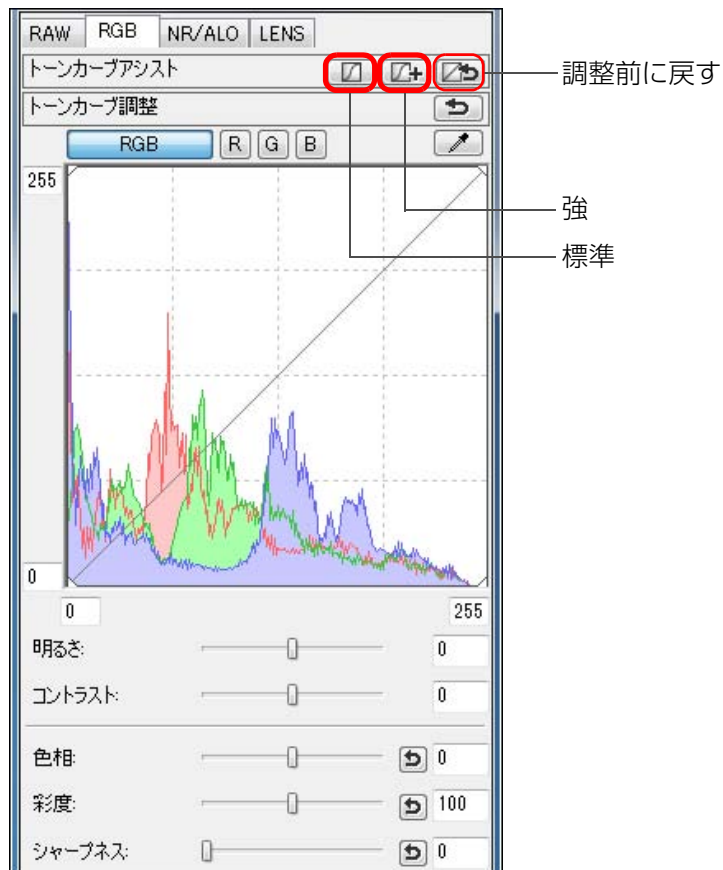 RAW RGB NR/ALO LENS
トーンカーブアシスト
調整前に戻す
トーンカーブ調整
RGB R G B
強
標準
255
0
0 255
明るさ: 0
コントラスト: 0
色相: 0
彩度: 100
シャープネス: 0